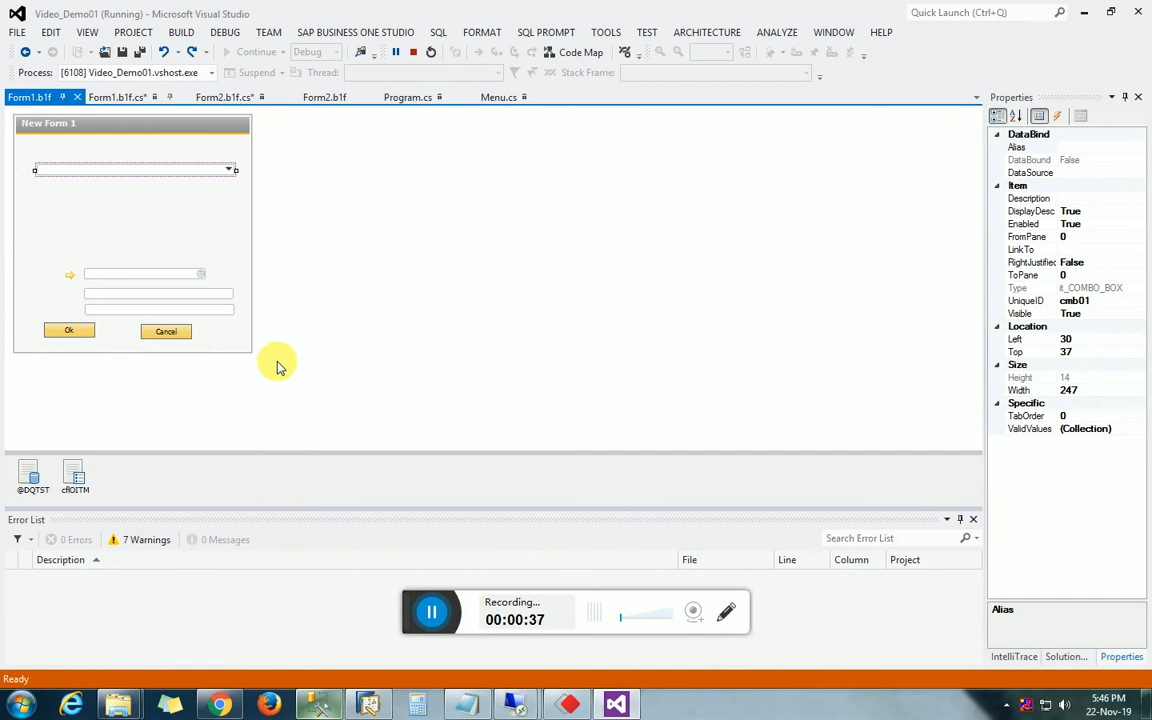 Video_Demo01 (Running) - Microsoft Visual Studio
Quick Launch (Ctrl+Q)
FILE EDIT VIEW PROJECT BUILD DEBUG TEAM SAP BUSINESS ONE STUDIO SQL FORMAT SQL PROMPT TOOLS TEST ARCHITECTURE ANALYZE WINDOW HELP
Continue Debug Code Map
Process: [6108] Video_Demo01.vshost.exe Suspend Thread: Stack Frame:
Form1.b1f Form1.b1f.cs* Form2.b1f.cs* Form2.b1f Program.cs Menu.cs
Properties
New Form 1
Ok Cancel
@DQTST cflOITM
DataBind
Alias
DataBound False
DataSource
Item
Description
DisplayDesc True
Enabled True
FromPane 0
LinkTo
RightJustified False
ToPane 0
Type it_COMBO_BOX
UniqueID cmb01
Visible True
Location
Left 30
Top 37
Size
Height 14
Width 247
Specific
TabOrder 0
ValidValues (Collection)
Error List
0 Errors 7 Warnings 0 Messages Search Error List
Description File Line Column Project
Recording...
00:00:37
Alias
IntelliTrace Solution... Properties
Ready
5:46 PM
22-Nov-19